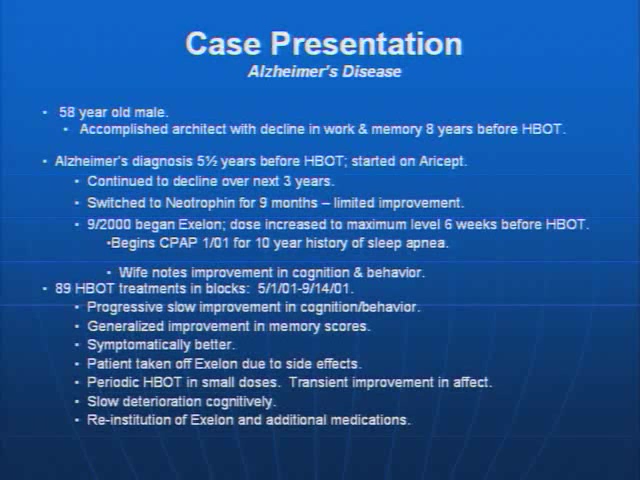 Case Presentation
Alzheimer's Disease
• 58 year old male.
• Accomplished architect with decline in work & memory 8 years before HBOT.
• Alzheimer's diagnosis 5½ years before HBOT; started on Aricept.
• Continued to decline over next 3 years.
• Switched to Neotrophin for 9 months – limited improvement.
• 9/2000 began Exelon; dose increased to maximum level 6 weeks before HBOT.
•Begins CPAP 1/01 for 10 year history of sleep apnea.
• Wife notes improvement in cognition & behavior.
• 89 HBOT treatments in blocks: 5/1/01-9/14/01.
• Progressive slow improvement in cognition/behavior.
• Generalized improvement in memory scores.
• Symptomatically better.
• Patient taken off Exelon due to side effects.
• Periodic HBOT in small doses. Transient improvement in affect.
• Slow deterioration cognitively.
• Re-institution of Exelon and additional medications.